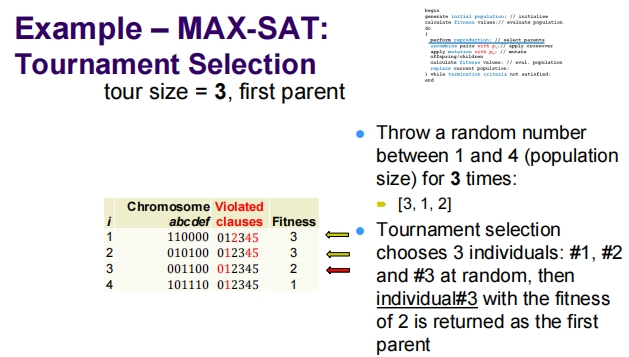 Example – MAX-SAT:
Tournament Selection
tour size = 3, first parent
begin
generate initial population; // initialise
calculate fitness values;// evaluate population
do
{
perform reproduction; // select parents
recombine pairs with pc;// apply crossover
apply mutation with pm; // mutate
offspring/children
calculate fitness values; // eval. population
replace current population;
} while termination criteria not satisfied;
end
Throw a random number
between 1 and 4 (population
size) for 3 times:
[3, 1, 2]
Tournament selection
chooses 3 individuals: #1, #2
and #3 at random, then
individual#3 with the fitness
of 2 is returned as the first
parent
Chromosome Violated
i abcdef clauses Fitness
1 110000 012345 3
2 010100 012345 3
3 001100 012345 2
4 101110 012345 1